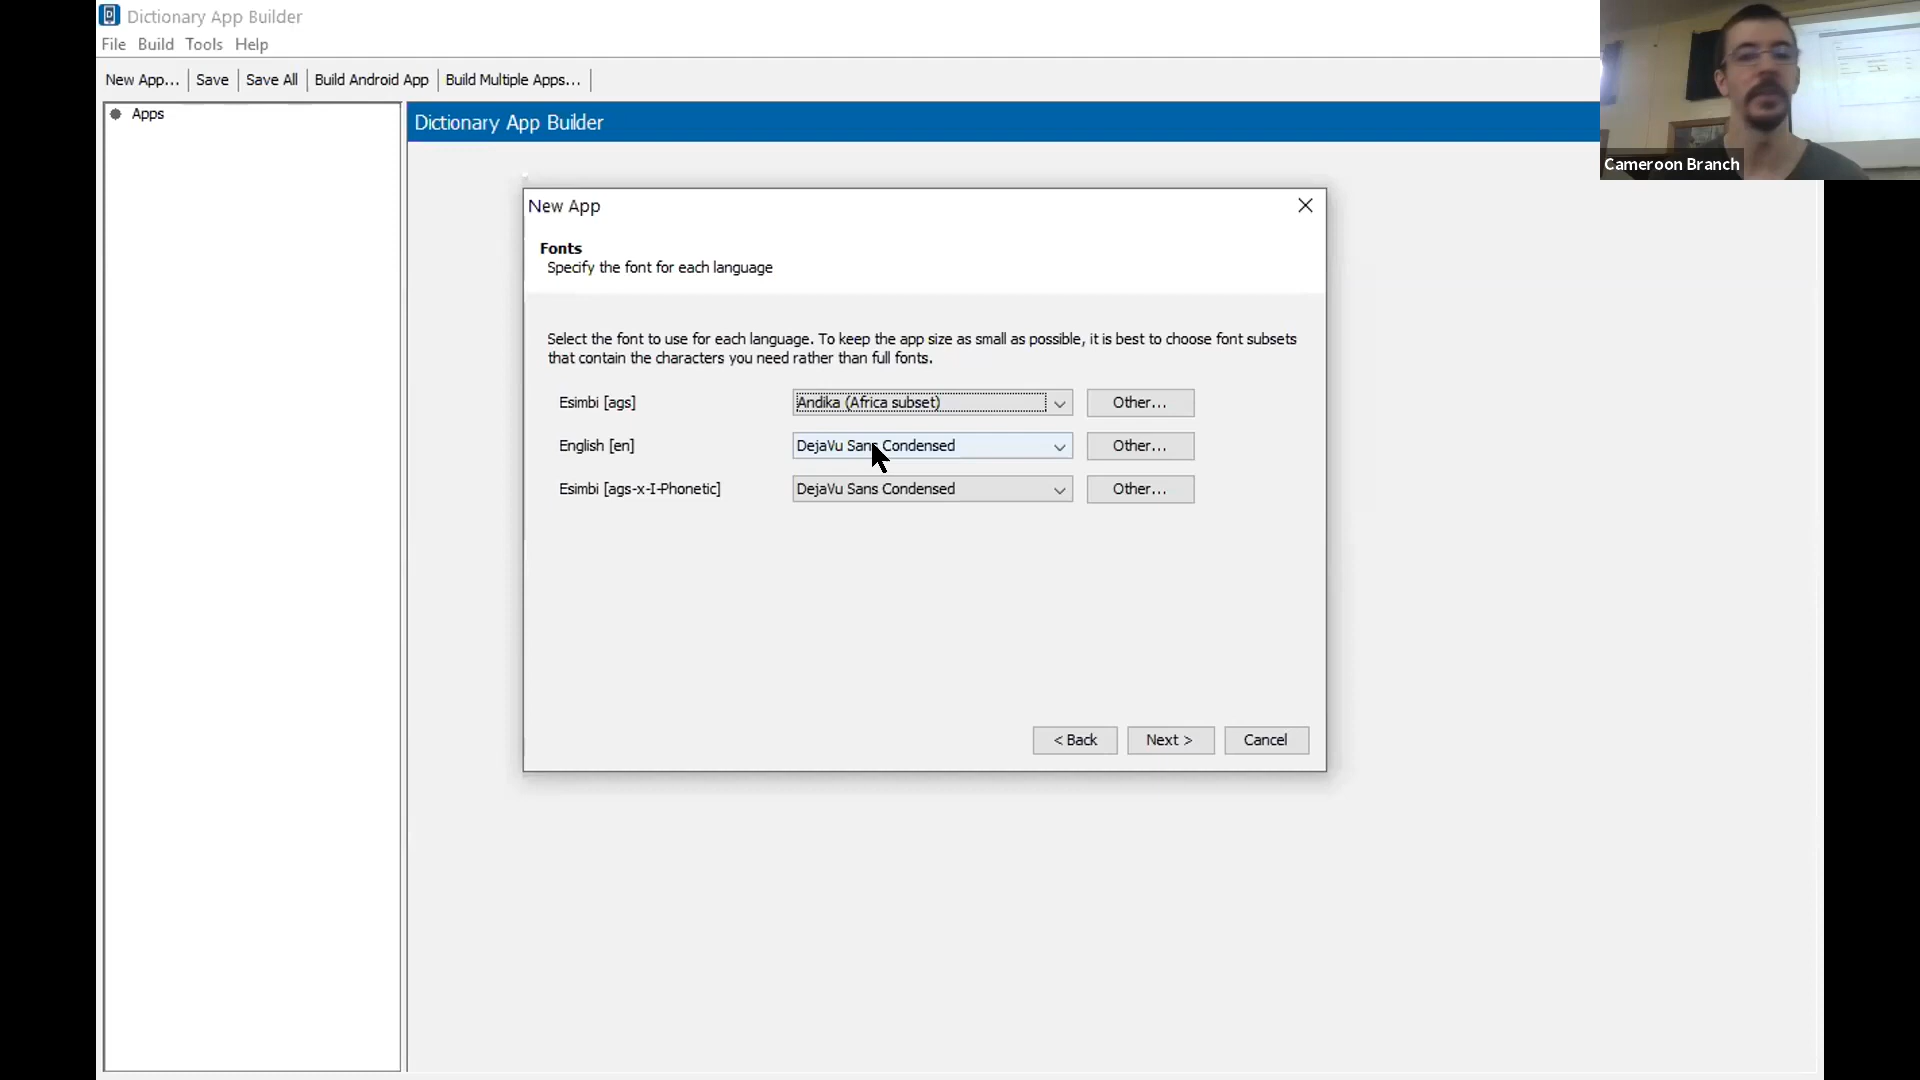 Dictionary App Builder
File Build Tools Help
New App... Save Save All Build Android App Build Multiple Apps...
Apps
Dictionary App Builder
Cameroon Branch
New App
Fonts
Specify the font for each language
Select the font to use for each language. To keep the app size as small as possible, it is best to choose font subsets
that contain the characters you need rather than full fonts.
Esimbi [ags] Andika (Africa subset) Other...
English [en] DejaVu Sans Condensed Other...
Esimbi [ags-x-I-Phonetic] DejaVu Sans Condensed Other...
< Back Next > Cancel